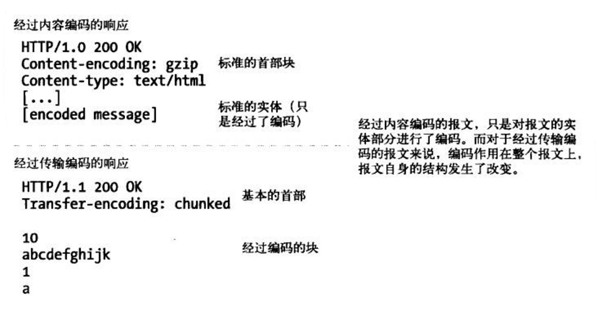 经过内容编码的响应
HTTP/1.0 200 OK
Content-encoding: gzip
标准的首部块
Content-type: text/html
[...]
[encoded message]
标准的实体（只
是经过了编码）
经过内容编码的报文，只是对报文的实
体部分进行了编码。而对于经过传输编
码的报文来说，编码作用在整个报文上，
报文自身的结构发生了改变。
经过传输编码的响应
HTTP/1.1 200 OK
Transfer-encoding: chunked
基本的首部
10
abcdefghijk
经过编码的块
1
a